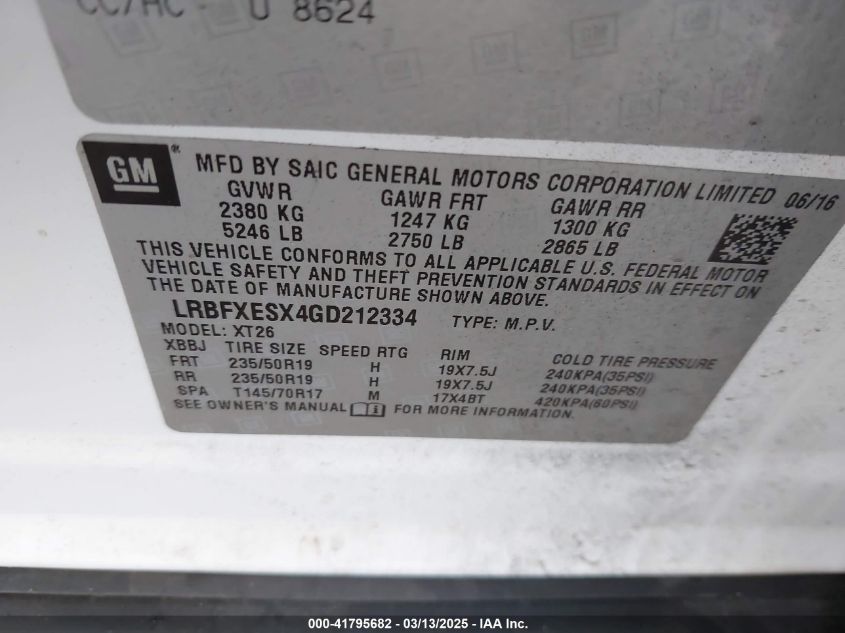 CC/HC - U 8624
GM ® MFD BY SAIC GENERAL MOTORS CORPORATION LIMITED 06/16
GVWR GAWR FRT GAWR RR
2380 KG 1247 KG 1300 KG
5246 LB 2750 LB 2865 LB
THIS VEHICLE CONFORMS TO ALL APPLICABLE U.S. FEDERAL MOTOR
VEHICLE SAFETY AND THEFT PREVENTION STANDARDS IN EFFECT ON
THE DATE OF MANUFACTURE SHOWN ABOVE.
LRBFXESX4GD212334 TYPE: M.P.V.
MODEL: XT26
XBBJ TIRE SIZE SPEED RTG RIM COLD TIRE PRESSURE
FRT 235/50R19 H 19X7.5J 240KPA(35PSI)
RR 235/50R19 H 19X7.5J 240KPA(35PSI)
SPA T145/70R17 M 17X4BT 420KPA(60PSI)
SEE OWNER'S MANUAL FOR MORE INFORMATION.
000-41795682 / 03/13/2025 - IAA Inc.